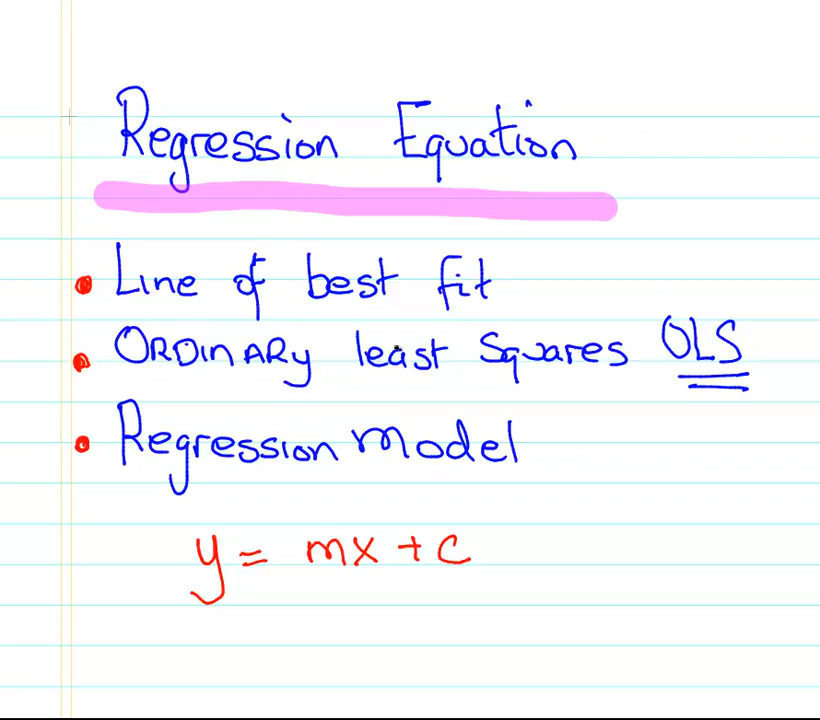 Regression Equation
• Line of best fit
• ORDINARy least Squares OLS
• Regression model
y = mx + c